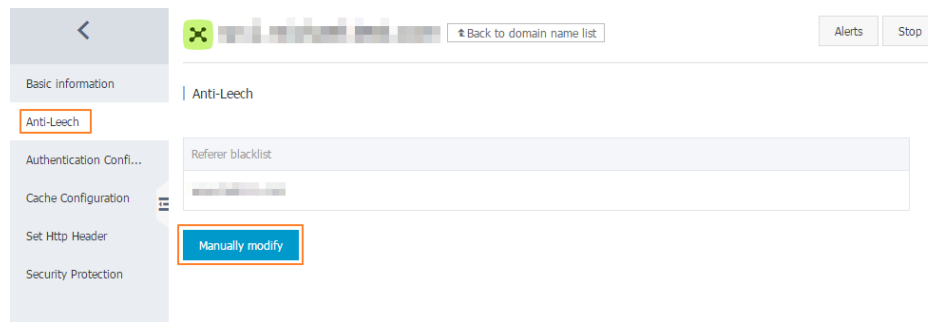 Back to domain name list
Alerts
Stop
Basic information
Anti-Leech
Authentication Confi...
Cache Configuration
Set Http Header
Security Protection
Anti-Leech
Referer blacklist
Manually modify